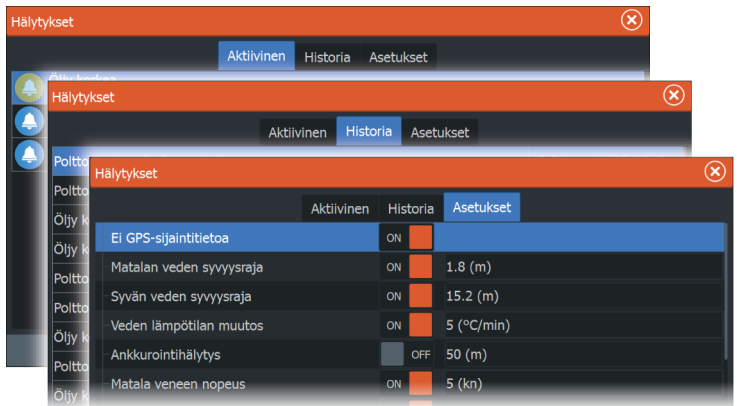 Hälytykset
Aktiivinen Historia Asetukset
Hälytykset
Aktiivinen Historia Asetukset
Hälytykset
Aktiivinen Historia Asetukset
Ei GPS-sijaintitietoa ON
Matalan veden syvyysraja ON 1.8 (m)
Syvän veden syvyysraja ON 15.2 (m)
Veden lämpötilan muutos ON 5 (°C/min)
Ankkurointihälytys OFF 50 (m)
Matala veneen nopeus ON 5 (kn)